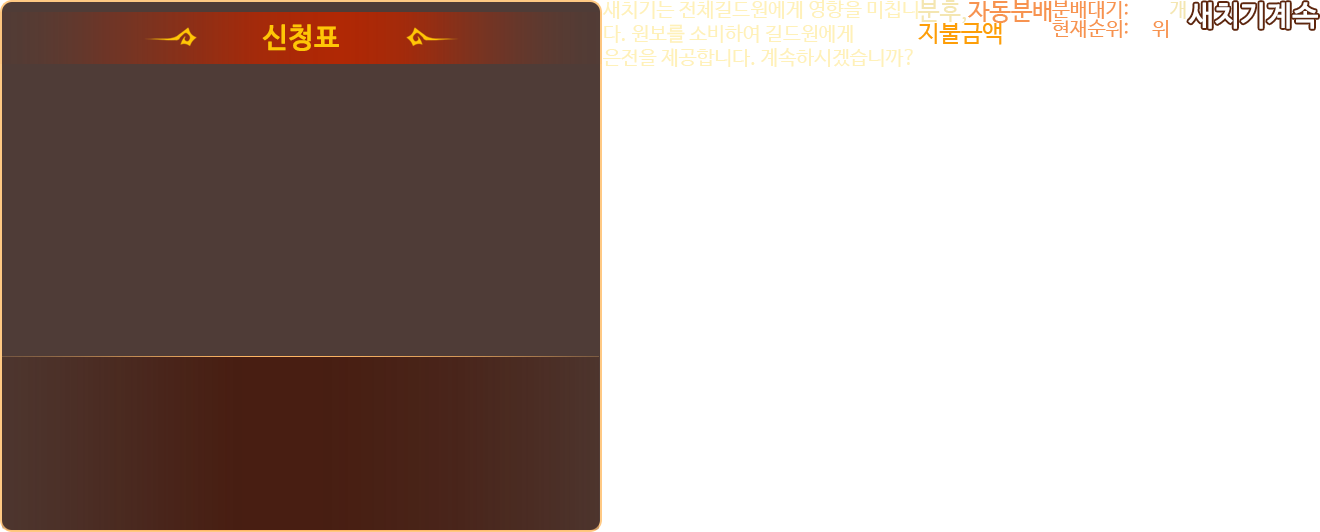 신청표
새치기는 전체길드원에게 영향을 미칩니
다. 원보를 소비하여 길드원에게
은전을 제공합니다. 계속하시겠습니까?
분후, 자동분배
지불금액
분배대기: 개
현재순위: 위
새치기계속